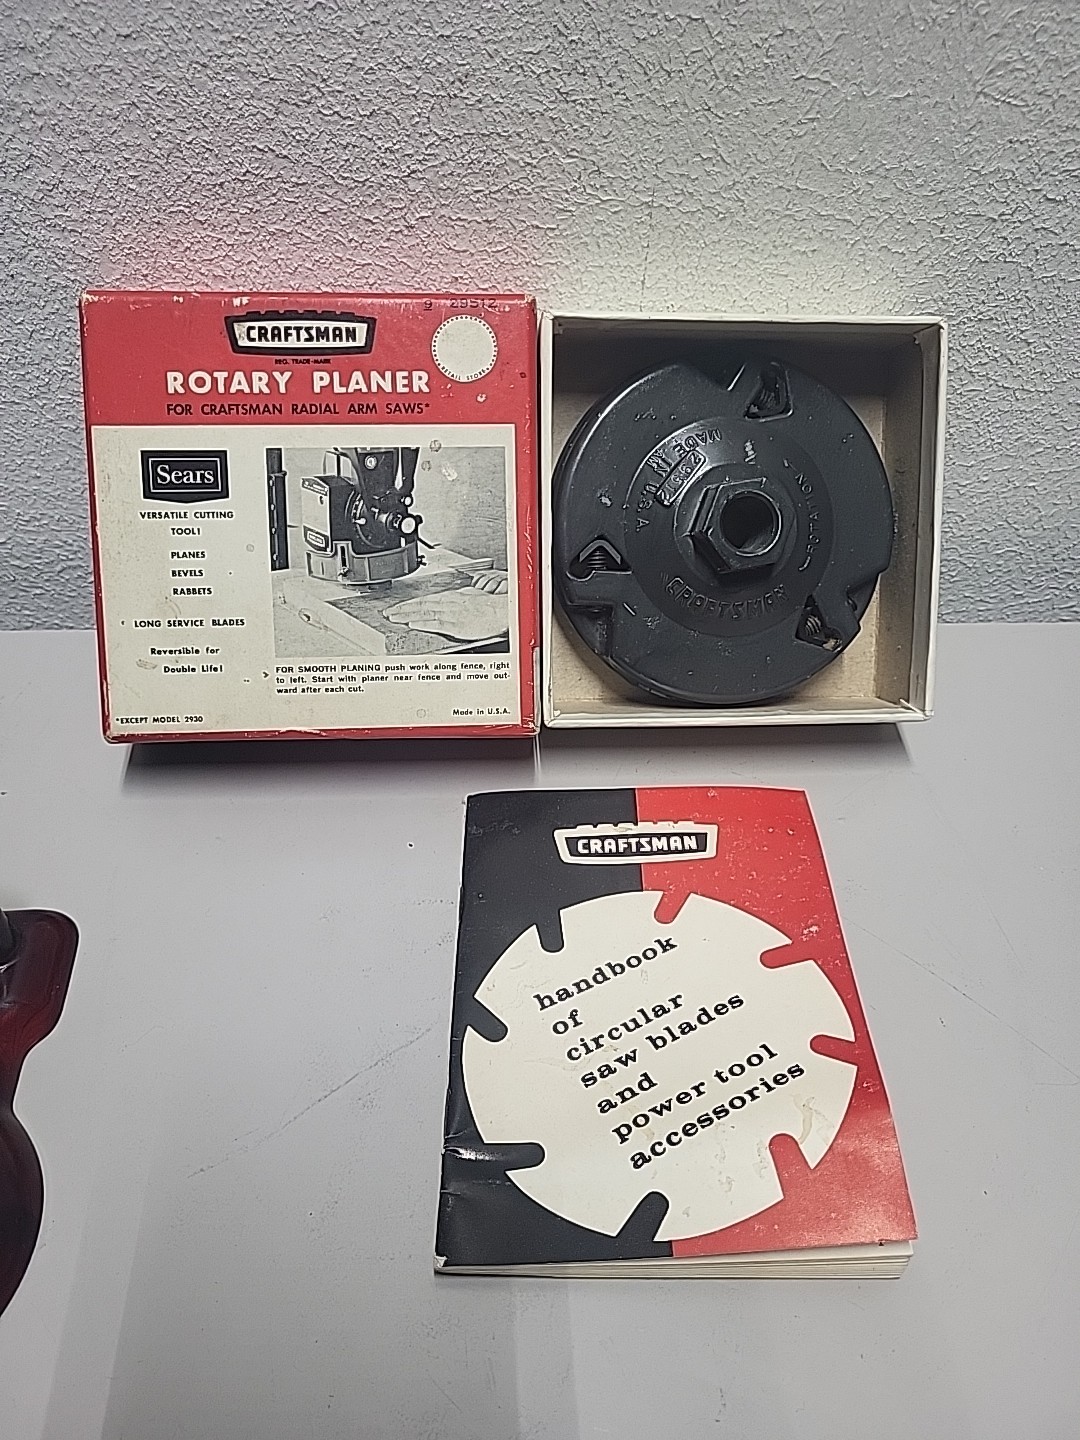 9 29512
CRAFTSMAN
REG. TRADE-MARK
ROTARY PLANER
FOR CRAFTSMAN RADIAL ARM SAWS*
Sears
VERSATILE CUTTING
TOOL!
PLANES
BEVELS
RABBETS
LONG SERVICE BLADES
Reversible for
Double Life!
FOR SMOOTH PLANING push work along fence, right
to left. Start with planer near fence and move out-
ward after each cut.
*EXCEPT MODEL 2930
Made in U.S.A.
MADE IN U.S.A.
29512
ROTATION
CRAFTSMAN
CRAFTSMAN
handbook
of
circular
saw blades
and
power tool
accessories